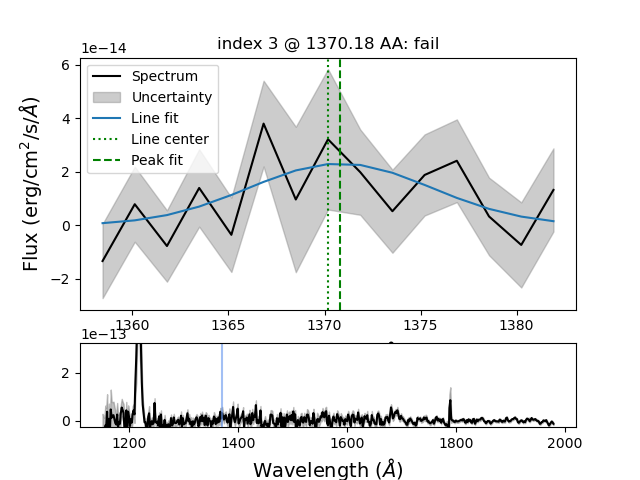 index 3 @ 1370.18 AA: fail
1e−14
Spectrum
Uncertainty
Line fit
Line center
Peak fit
6
4
2
0
−2
Flux (erg/cm²/s/Å)
1360 1365 1370 1375 1380
1e−13
2
0
1200 1400 1600 1800 2000
Wavelength (Å)